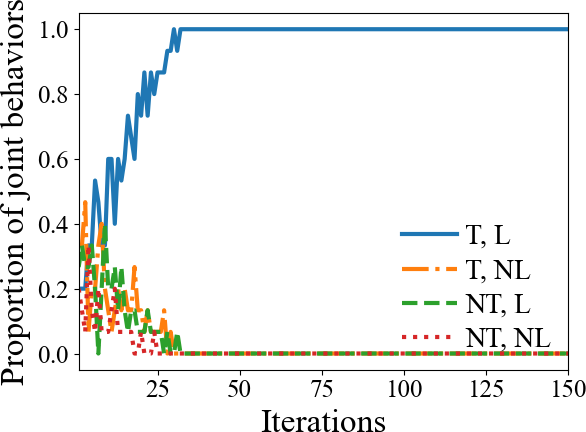 Proportion of joint behaviors
1.0
0.8
0.6
0.4
0.2
0.0
T, L
T, NL
NT, L
NT, NL
25 50 75 100 125 150
Iterations